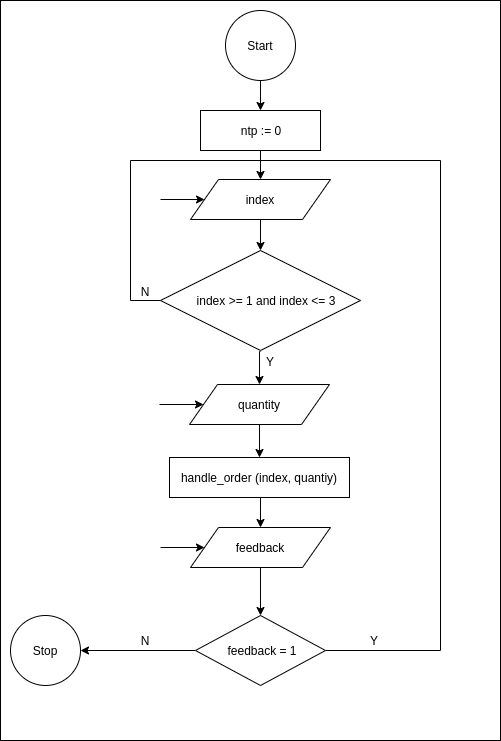 Start
ntp := 0
index
index >= 1 and index <= 3
N
Y
quantity
handle_order (index, quantiy)
feedback
feedback = 1
N
Y
Stop